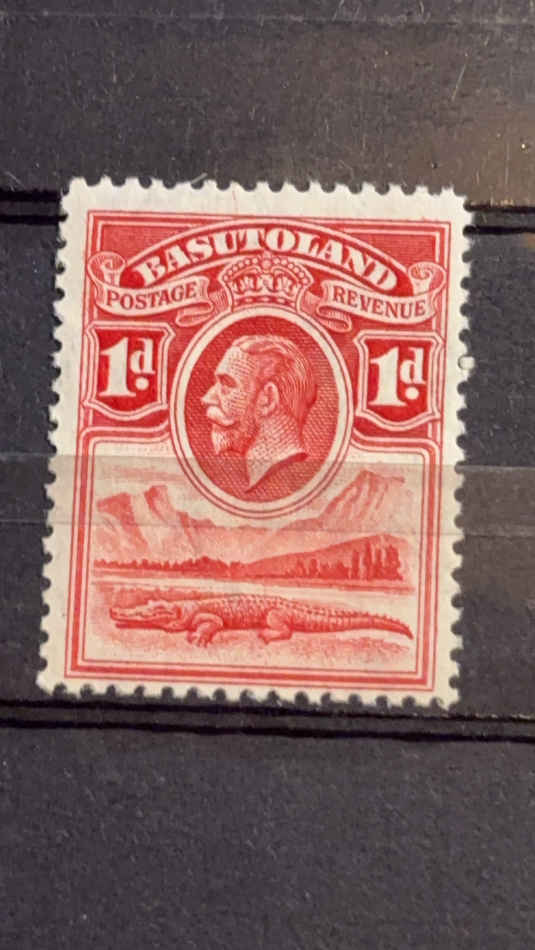 BASUTOLAND
POSTAGE REVENUE
1d. 1d.